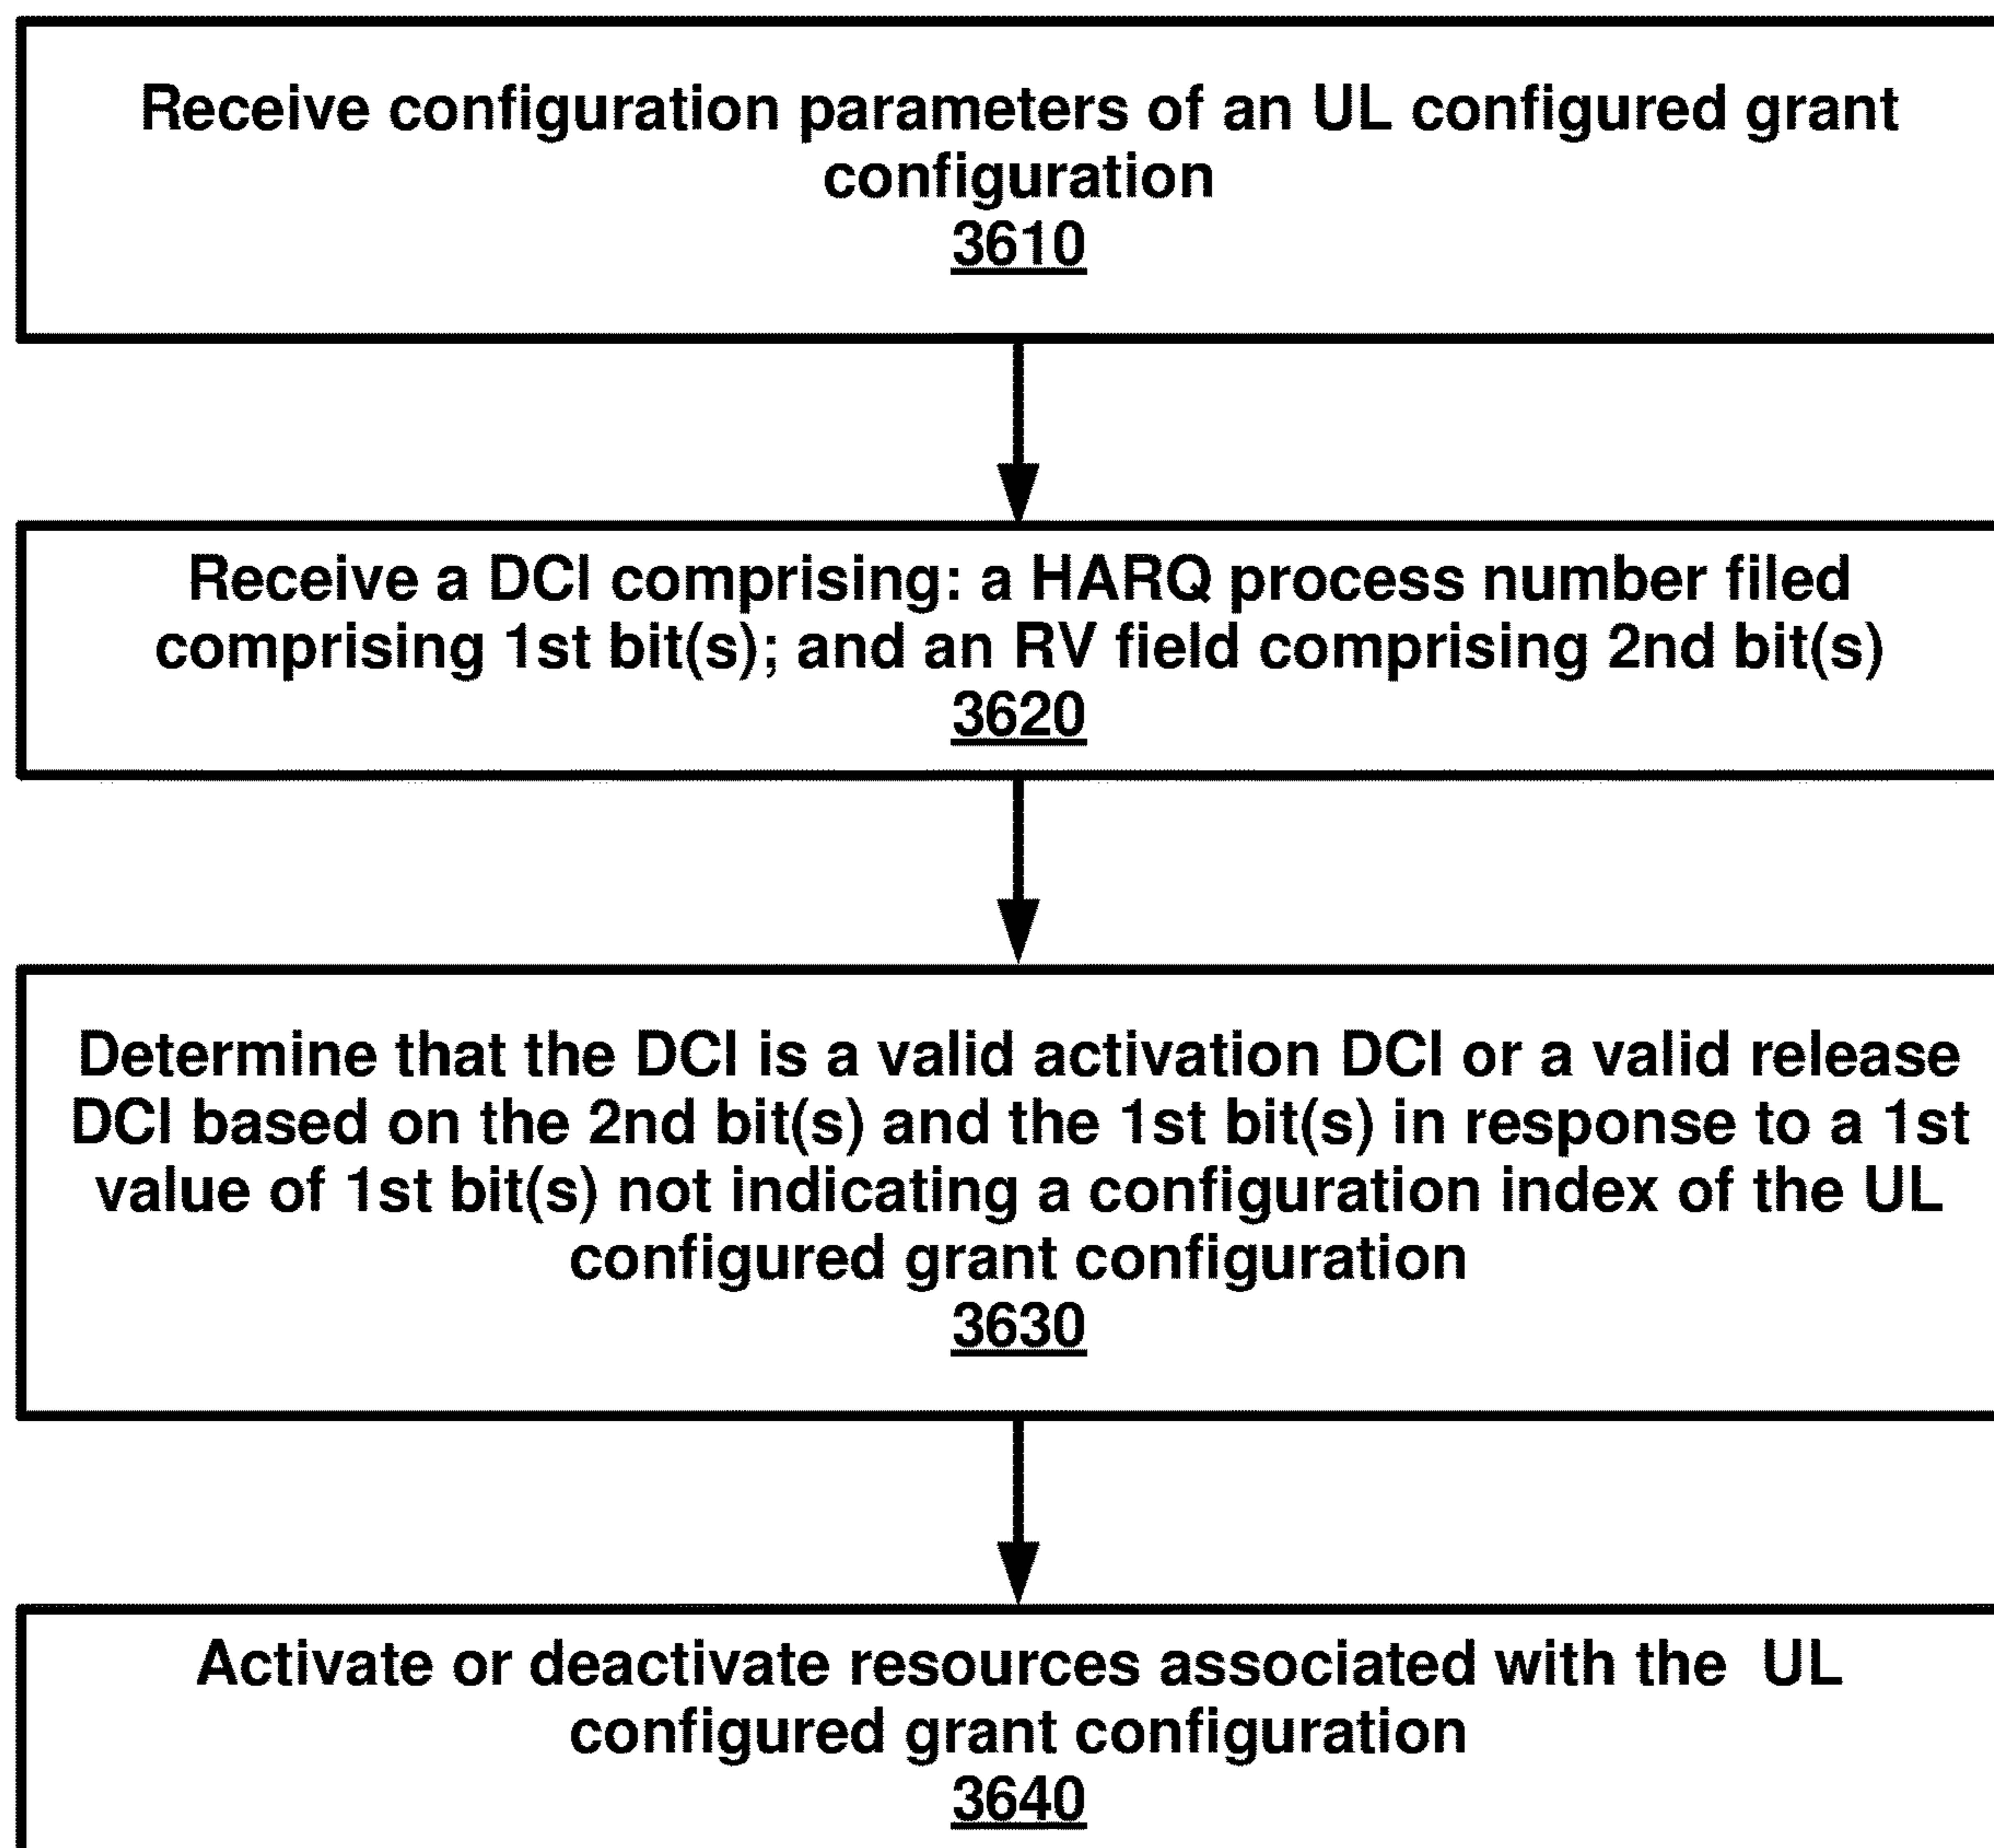 Receive configuration parameters of an UL configured grant
configuration
3610
Receive a DCI comprising: a HARQ process number filed
comprising 1st bit(s); and an RV field comprising 2nd bit(s)
3620
Determine that the DCI is a valid activation DCI or a valid release
DCI based on the 2nd bit(s) and the 1st bit(s) in response to a 1st
value of 1st bit(s) not indicating a configuration index of the UL
configured grant configuration
3630
Activate or deactivate resources associated with the UL
configured grant configuration
3640